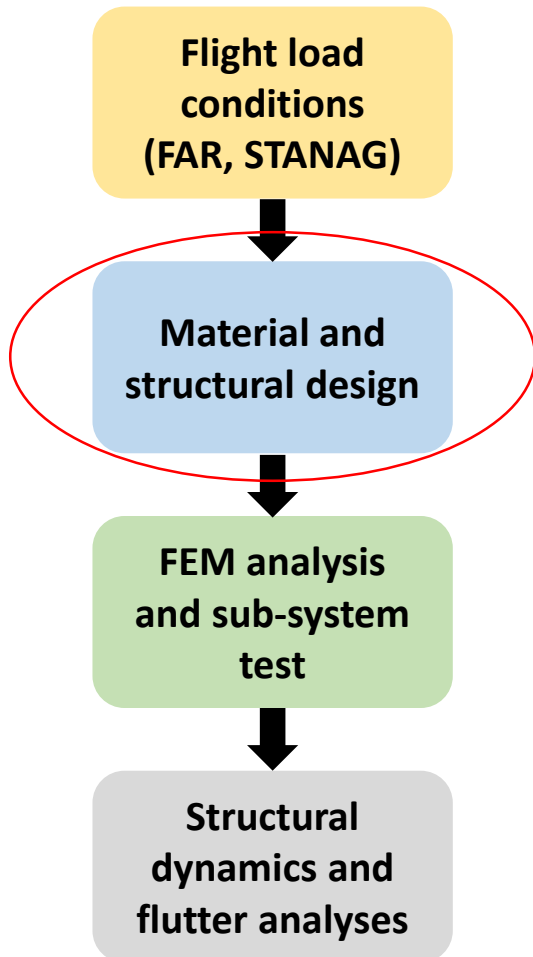 Flight load
conditions
(FAR, STANAG)
Material and
structural design
FEM analysis
and sub-system
test
Structural
dynamics and
flutter analyses